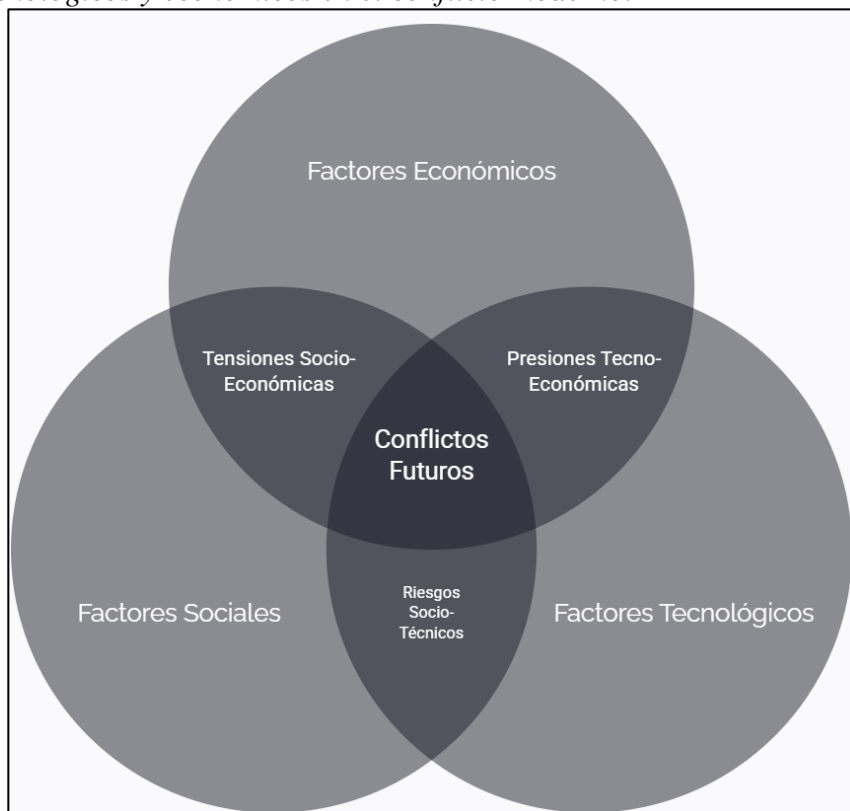 Factores Económicos
Tensiones Socio-
Económicas
Presiones Tecno-
Económicas
Conflictos
Futuros
Riesgos
Socio-
Técnicos
Factores Sociales
Factores Tecnológicos